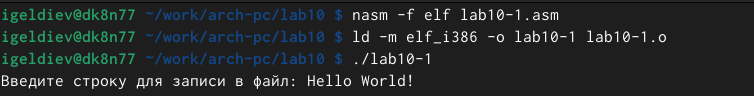 igeldiev@dk8n77 ~/work/arch-pc/lab10 $ nasm -f elf lab10-1.asm
igeldiev@dk8n77 ~/work/arch-pc/lab10 $ ld -m elf_i386 -o lab10-1 lab10-1.o
igeldiev@dk8n77 ~/work/arch-pc/lab10 $ ./lab10-1
Введите строку для записи в файл: Hello World!